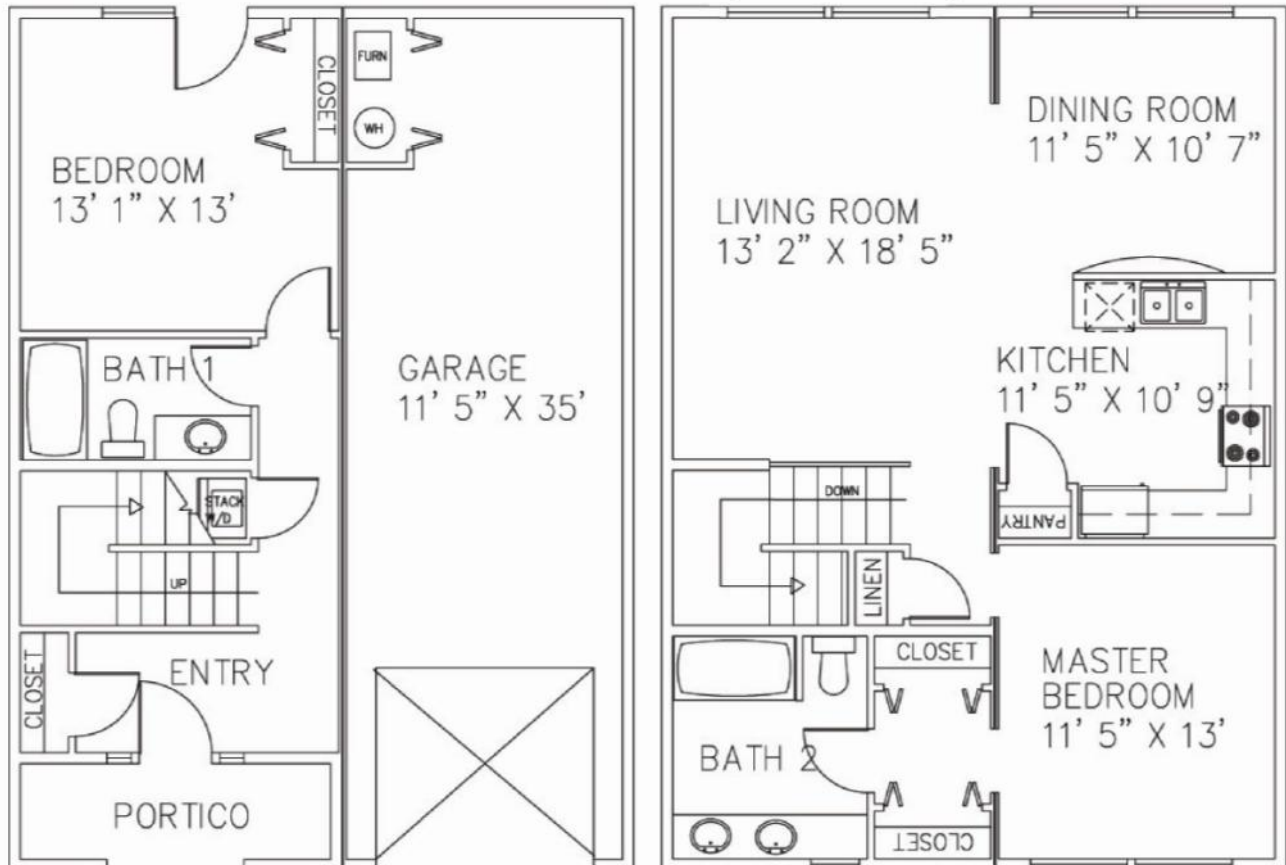 CLOSET
FURN
WH
BEDROOM
13' 1" X 13'
BATH 1
GARAGE
11' 5" X 35'
STACK
W/D
UP
CLOSET
ENTRY
PORTICO
DINING ROOM
11' 5" X 10' 7"
LIVING ROOM
13' 2" X 18' 5"
KITCHEN
11' 5" X 10' 9"
DOWN
PANTRY
LINEN
CLOSET
MASTER
BEDROOM
11' 5" X 13'
BATH 2
CLOSET